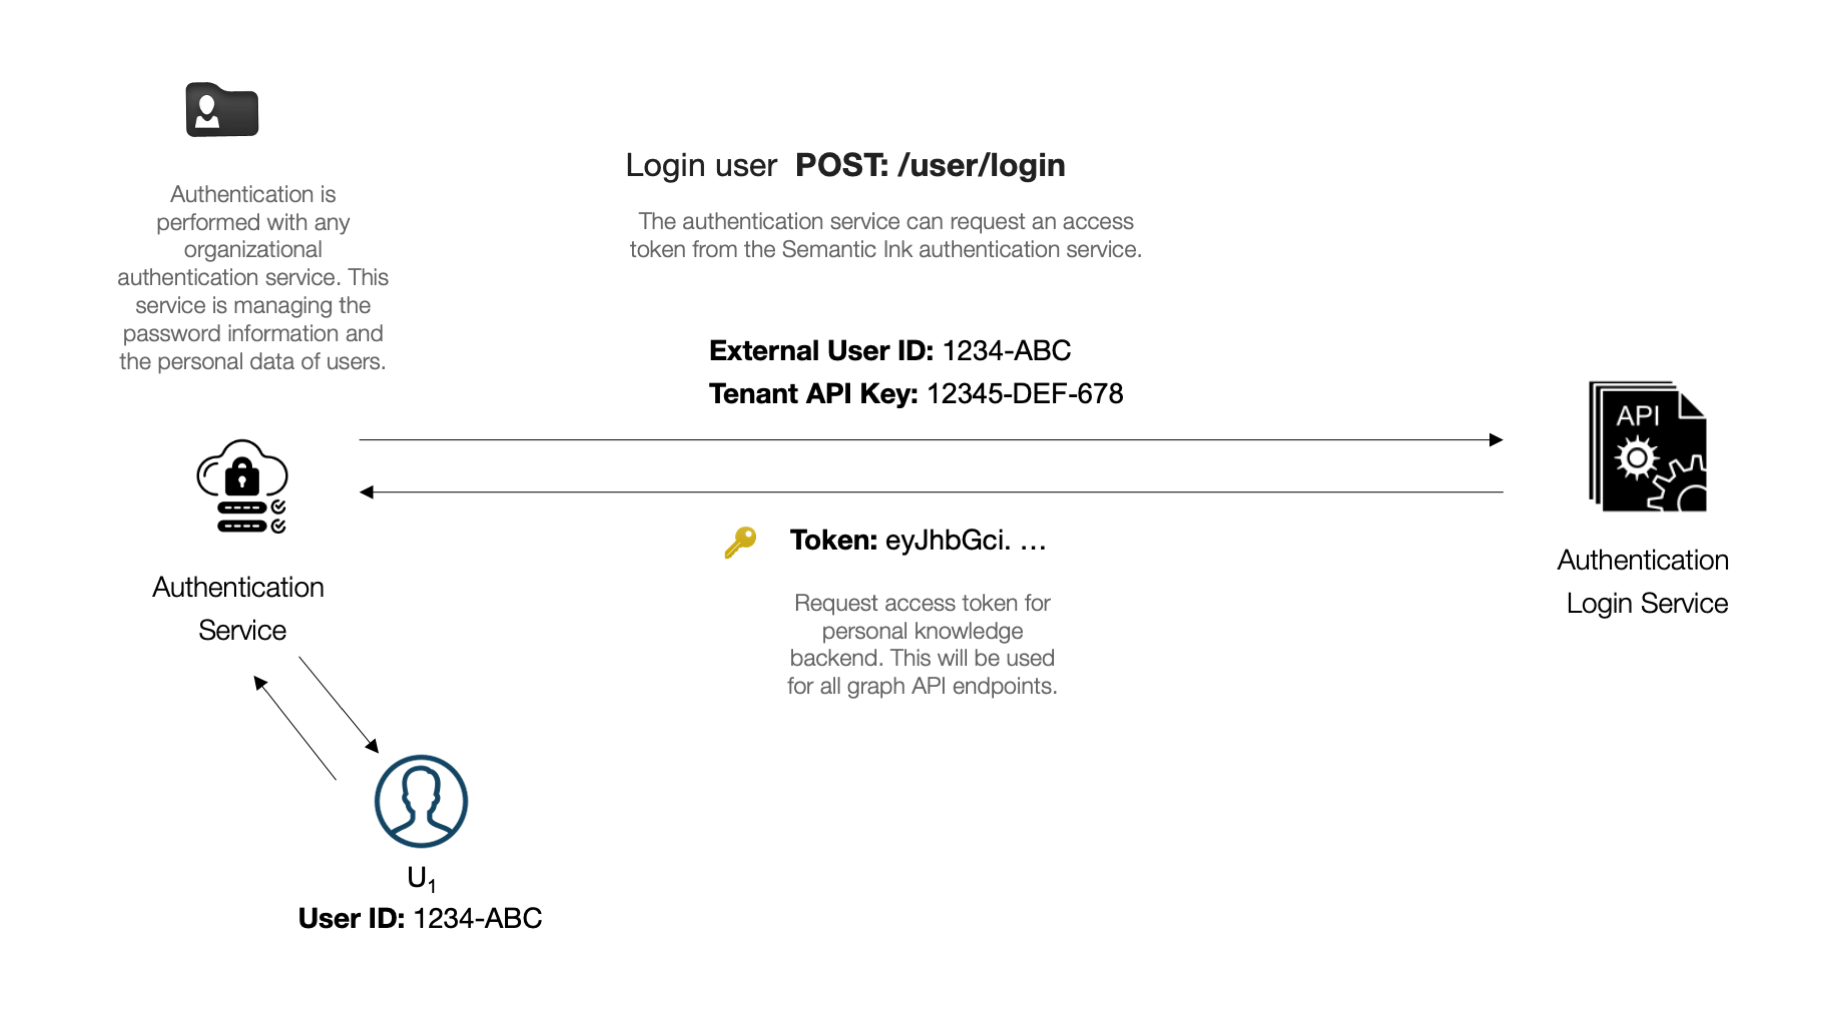 Authentication is
performed with any
organizational
authentication service. This
service is managing the
password information and
the personal data of users.
Login user POST: /user/login
The authentication service can request an access
token from the Semantic Ink authentication service.
External User ID: 1234-ABC
Tenant API Key: 12345-DEF-678
API
Authentication
Service
Token: eyJhbGci. …
Authentication
Login Service
Request access token for
personal knowledge
backend. This will be used
for all graph API endpoints.
U₁
User ID: 1234-ABC